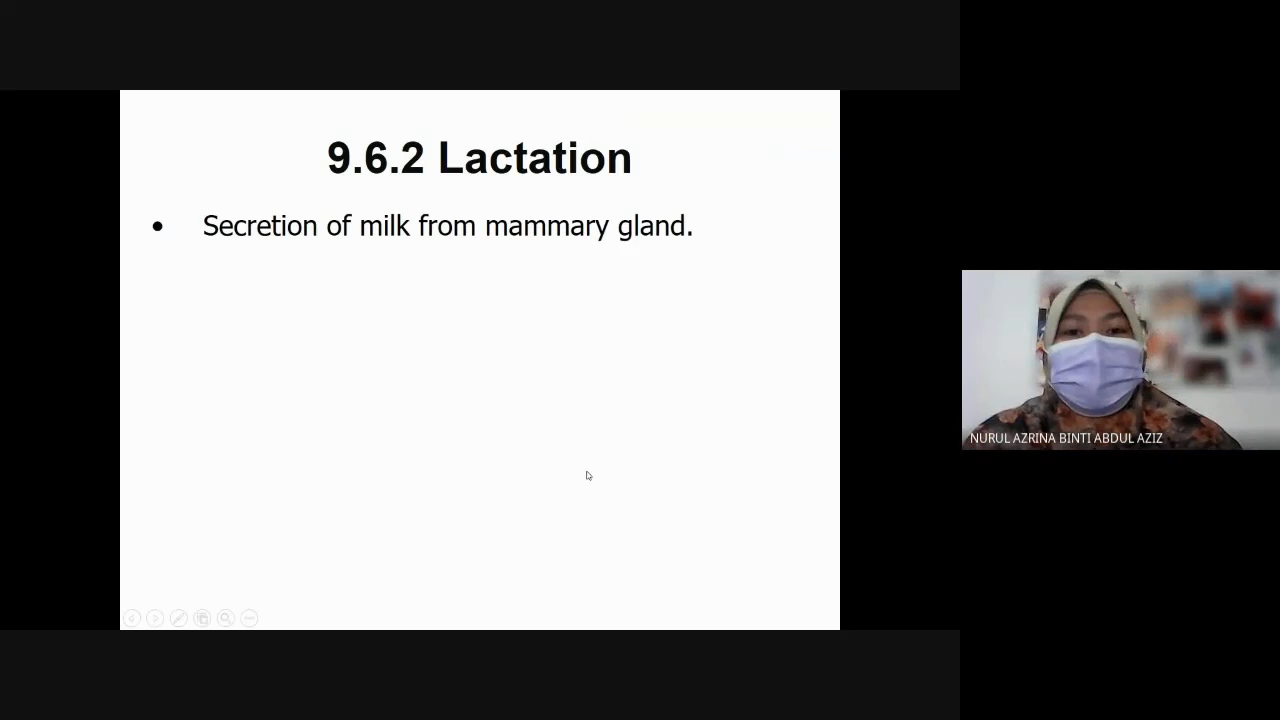 9.6.2 Lactation
• Secretion of milk from mammary gland.
NURUL AZRINA BINTI ABDUL AZIZ